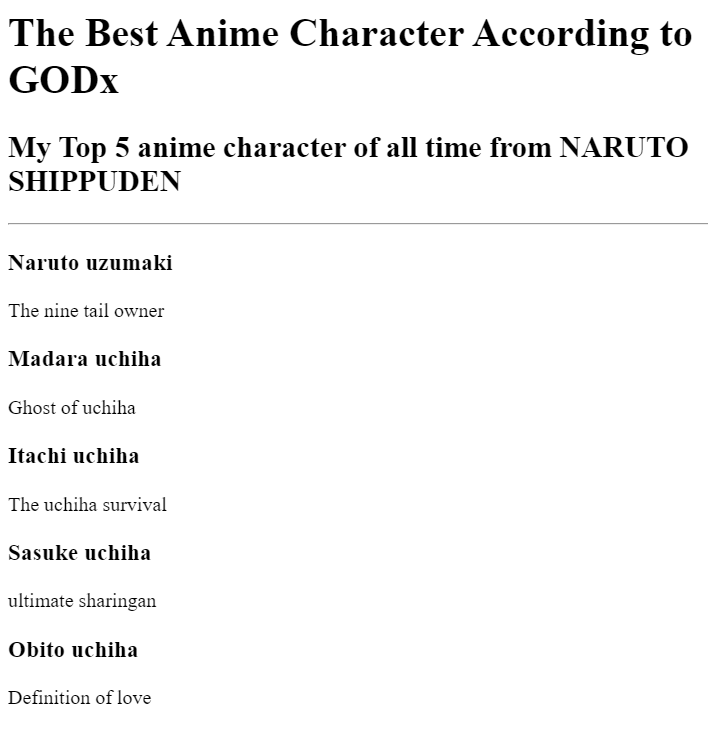 The Best Anime Character According to
GODx
My Top 5 anime character of all time from NARUTO
SHIPPUDEN
Naruto uzumaki
The nine tail owner
Madara uchiha
Ghost of uchiha
Itachi uchiha
The uchiha survival
Sasuke uchiha
ultimate sharingan
Obito uchiha
Definition of love